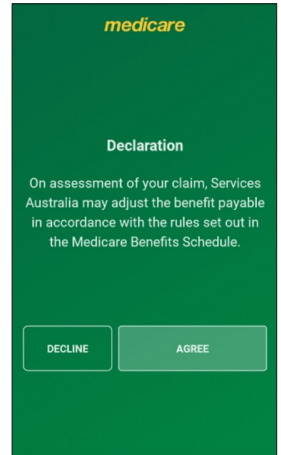 medicare
Declaration
On assessment of your claim, Services
Australia may adjust the benefit payable
in accordance with the rules set out in
the Medicare Benefits Schedule.
DECLINE
AGREE